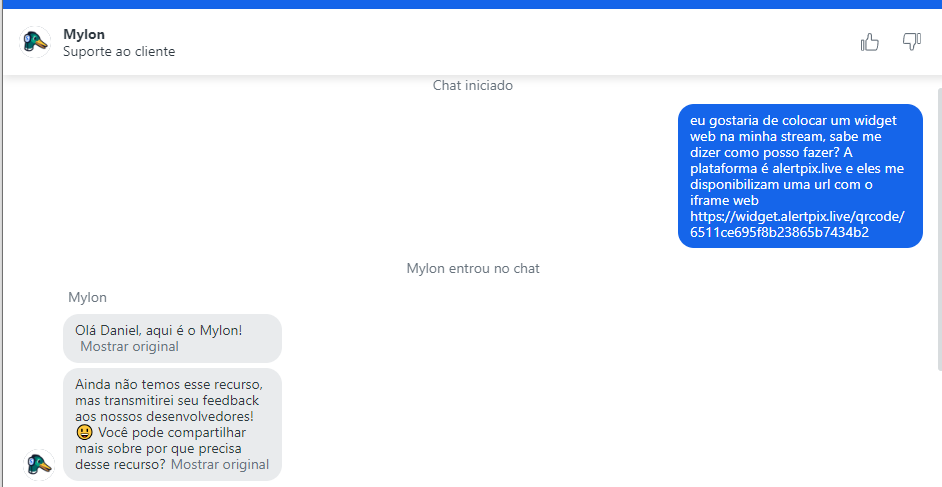 Mylon
Suporte ao cliente
Chat iniciado
eu gostaria de colocar um widget
web na minha stream, sabe me
dizer como posso fazer? A
plataforma é alertpix.live e eles me
disponibilizam uma url com o
iframe web
https://widget.alertpix.live/qrcode/
6511ce695f8b23865b7434b2
Mylon entrou no chat
Mylon
Olá Daniel, aqui é o Mylon!
Mostrar original
Ainda não temos esse recurso,
mas transmitirei seu feedback
aos nossos desenvolvedores!
😃 Você pode compartilhar
mais sobre por que precisa
desse recurso? Mostrar original